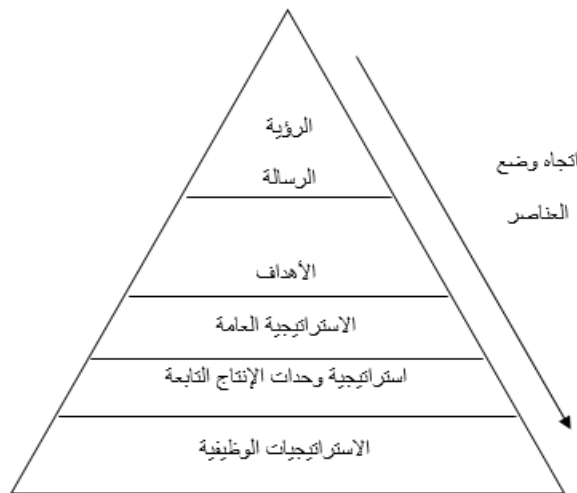 الرؤية
الرسالة
اتجاه وضع
العناصر
الأهداف
الاستراتيجية العامة
استراتيجية وحدات الإنتاج التابعة
الاستراتيجيات الوظيفية